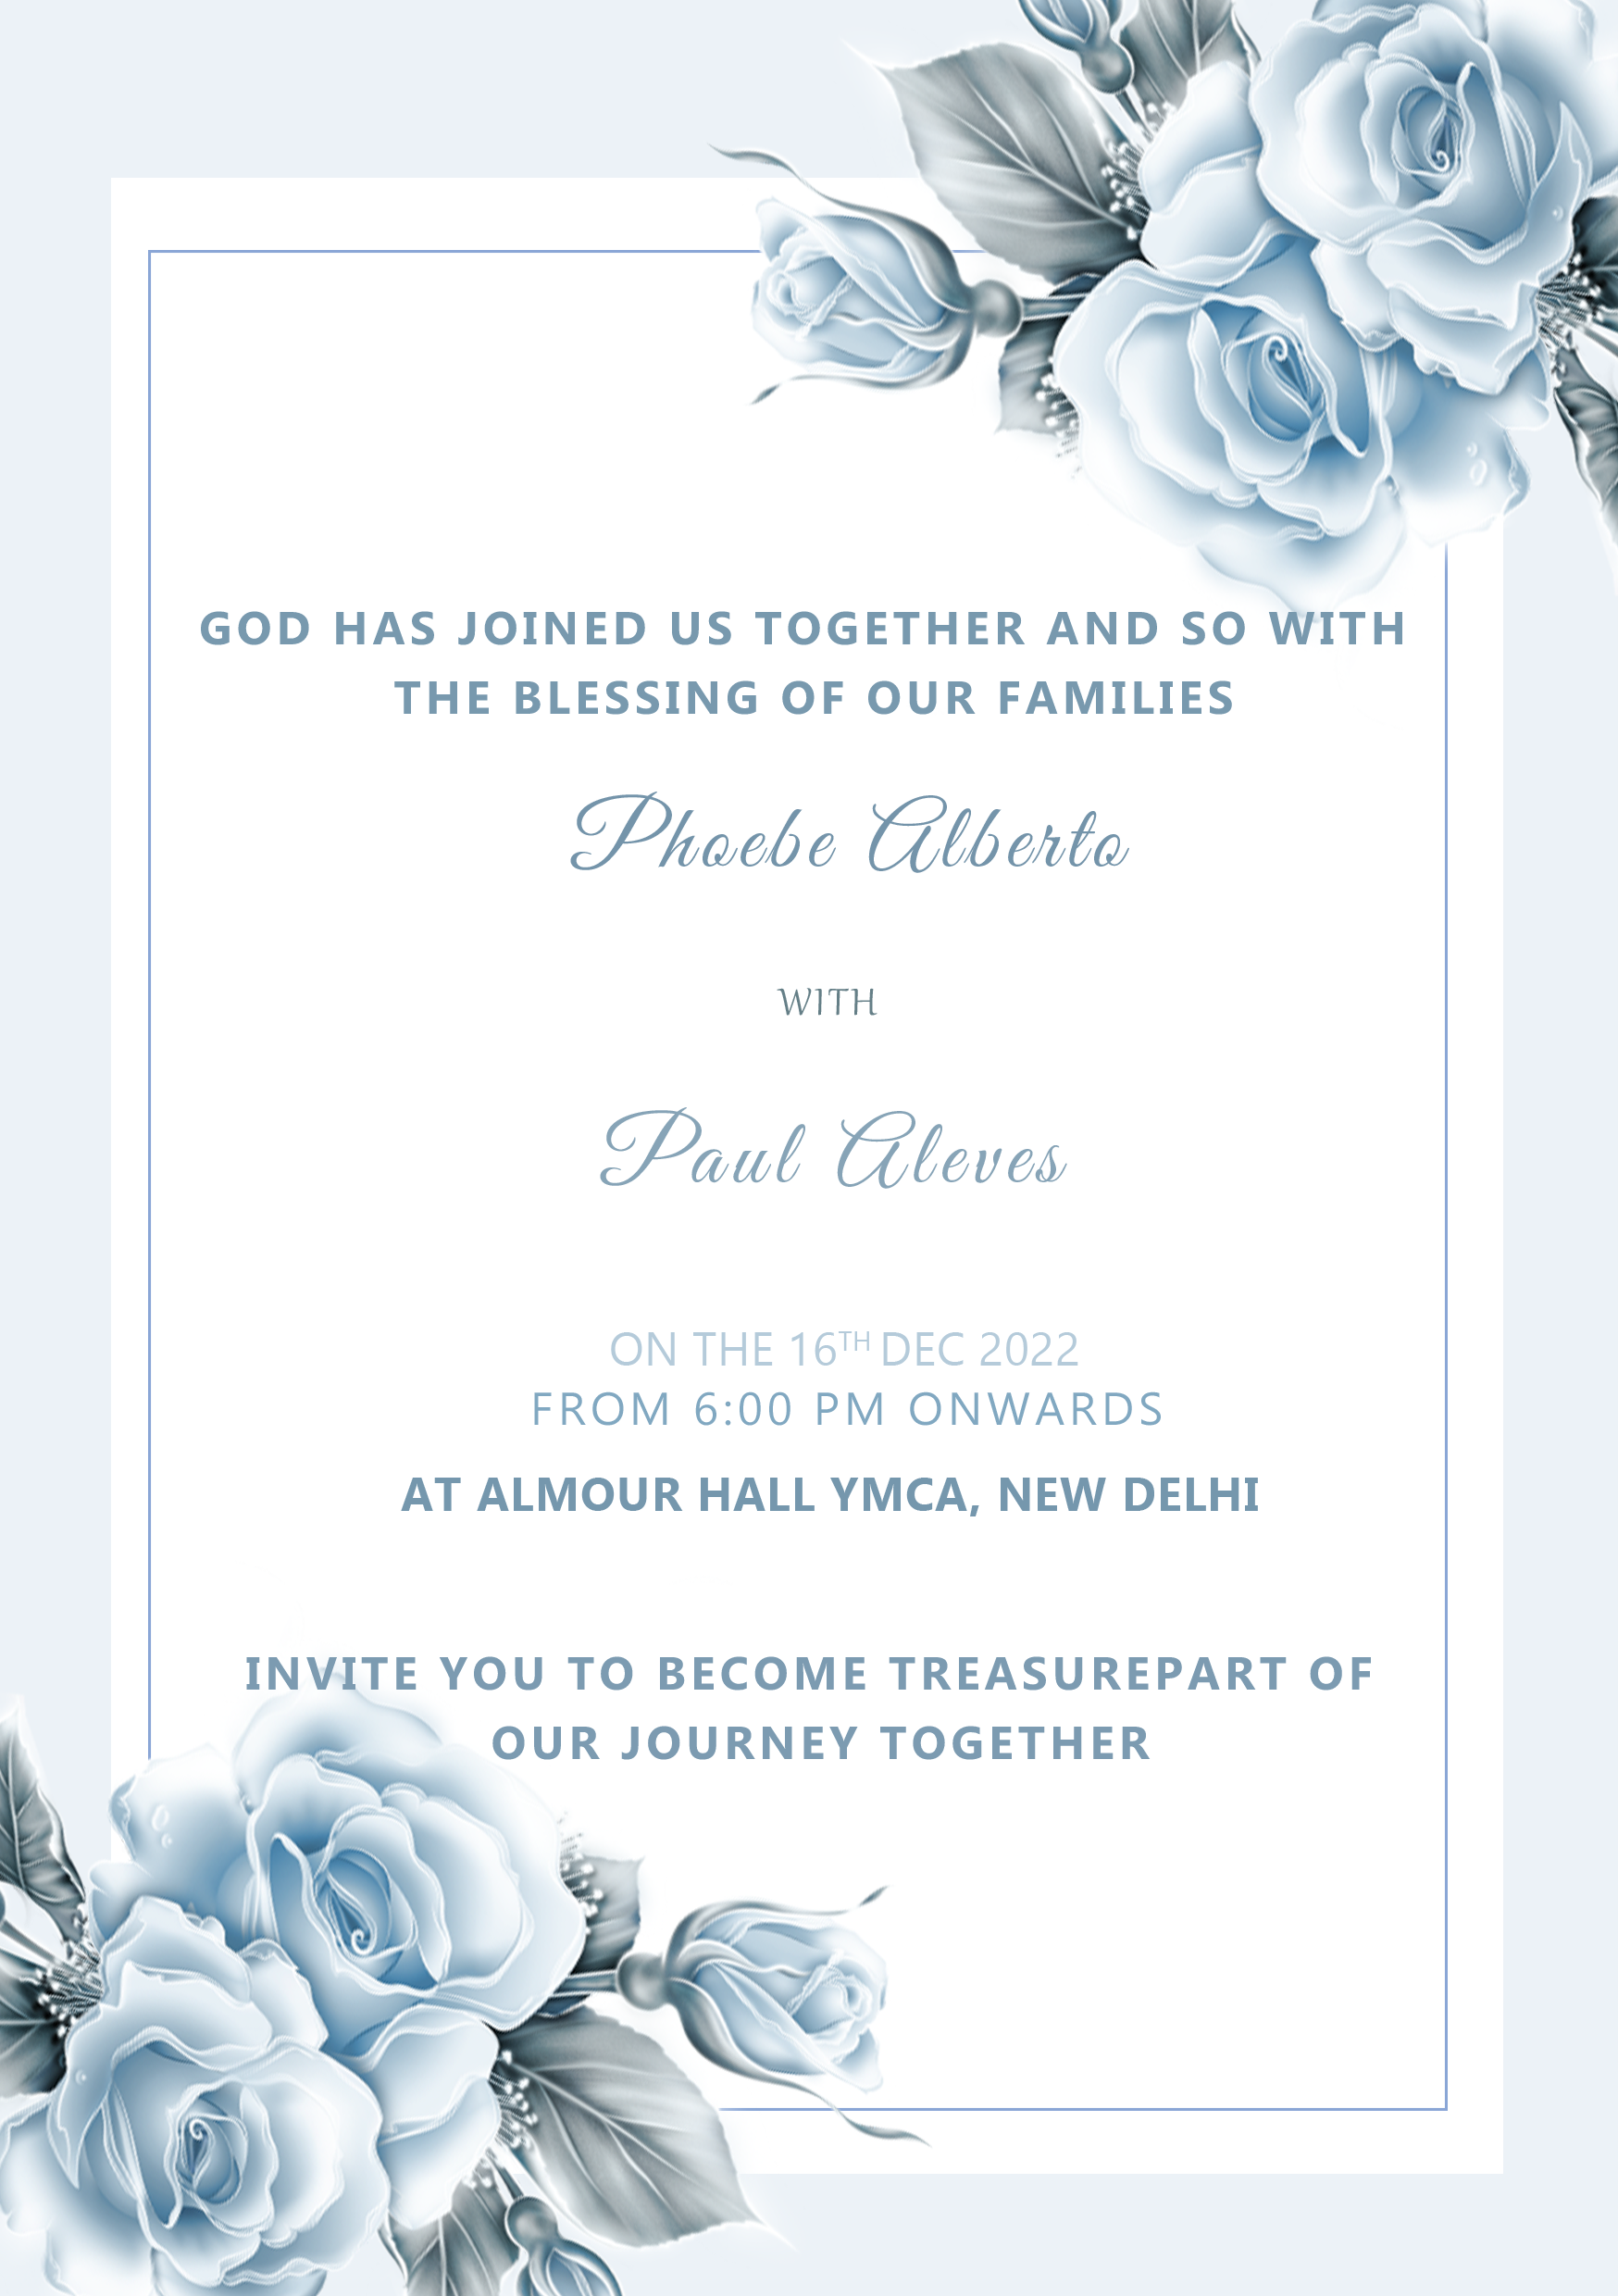 GOD HAS JOINED US TOGETHER AND SO WITH
THE BLESSING OF OUR FAMILIES
Phoebe Alberto
WITH
Paul Aleves
ON THE 16TH DEC 2022
FROM 6:00 PM ONWARDS
AT ALMOUR HALL YMCA, NEW DELHI
INVITE YOU TO BECOME TREASUREPART OF
OUR JOURNEY TOGETHER